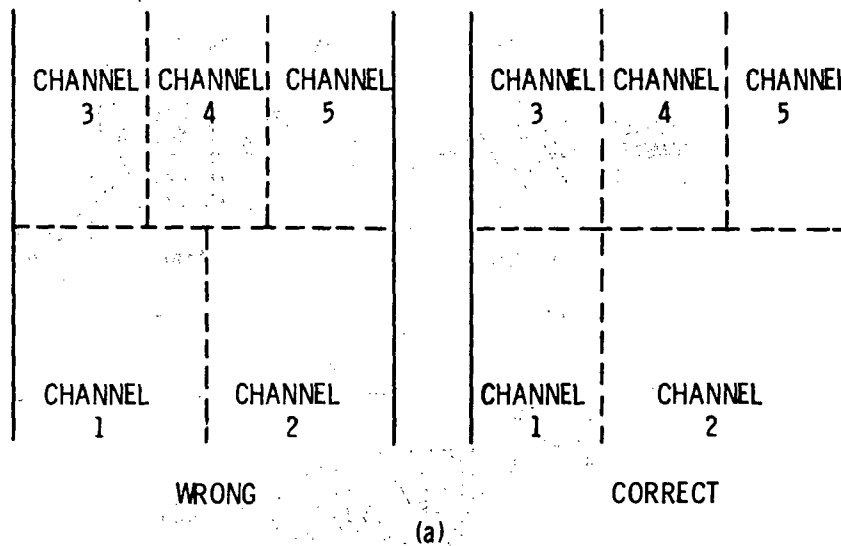 CHANNEL CHANNEL CHANNEL CHANNEL CHANNEL CHANNEL
3 4 5 3 4 5
CHANNEL CHANNEL CHANNEL CHANNEL
1 2 1 2
WRONG CORRECT
(a)